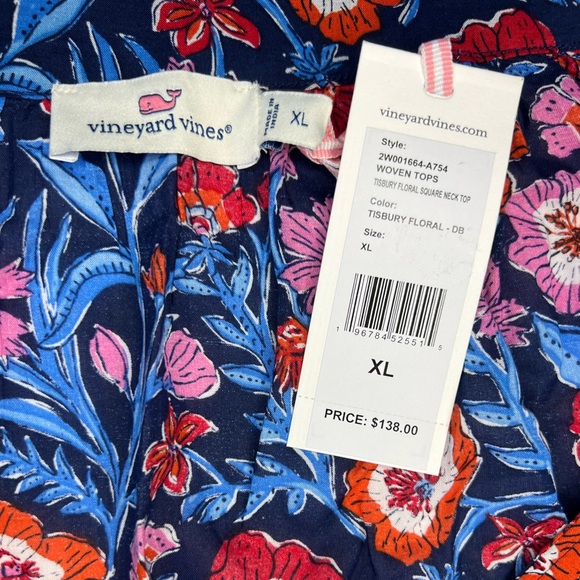 vineyard vines®
MADE IN
INDIA
XL
vineyardvines.com
Style:
2W001664-A754
WOVEN TOPS
TISBURY FLORAL SQUARE NECK TOP
Color:
TISBURY FLORAL - DB
Size:
XL
1 96784 52551 5
XL
PRICE: $138.00